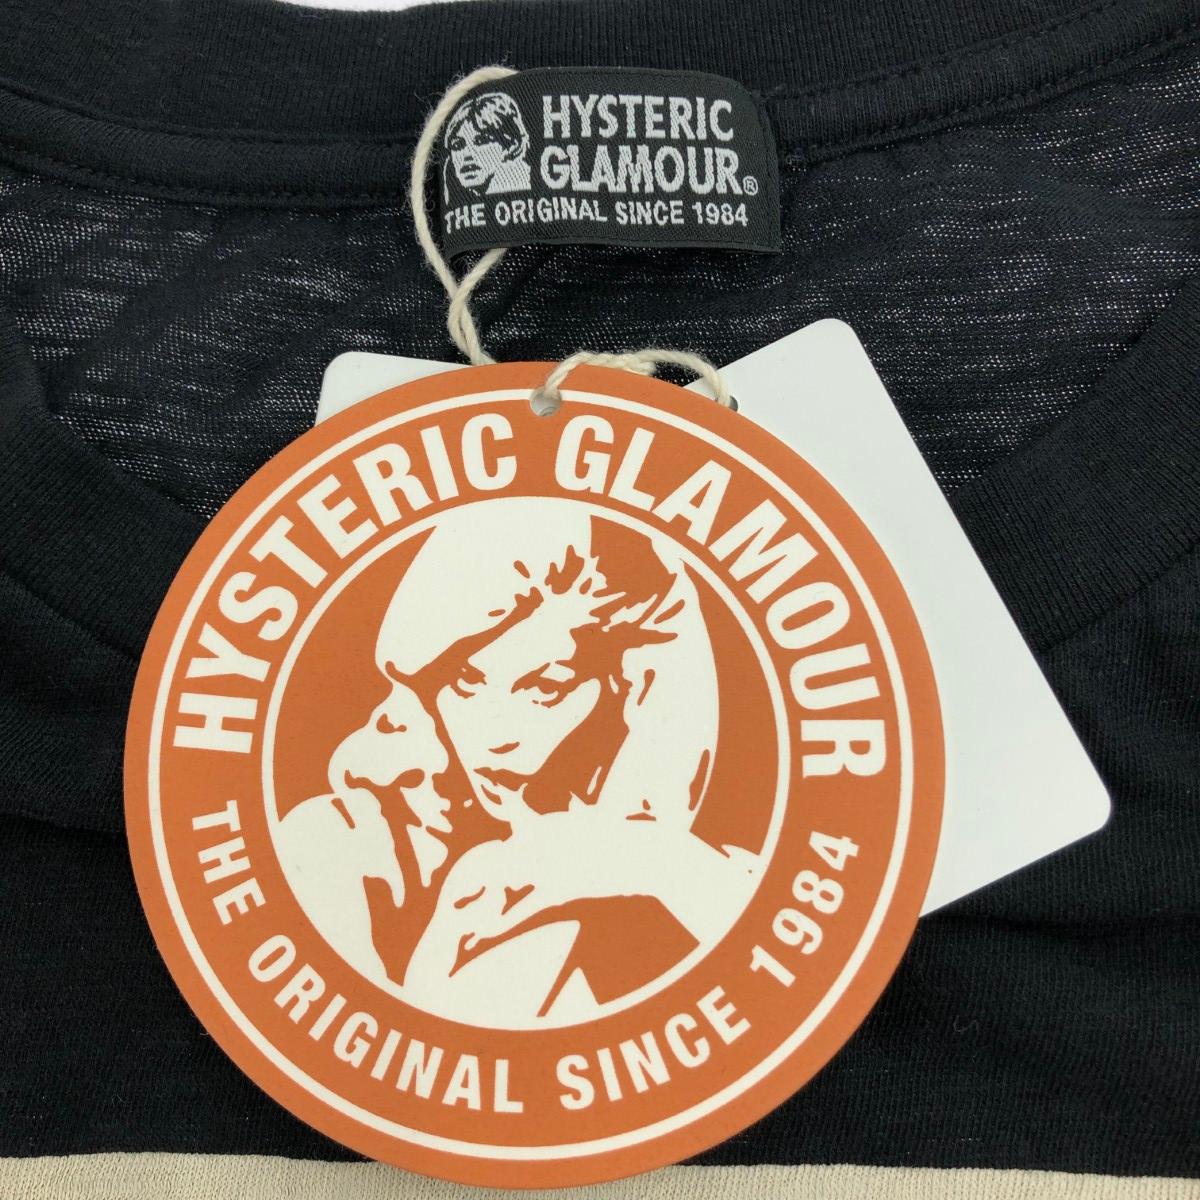 HYSTERIC
GLAMOUR®
THE ORIGINAL SINCE 1984
HYSTERIC GLAMOUR
THE ORIGINAL SINCE 1984